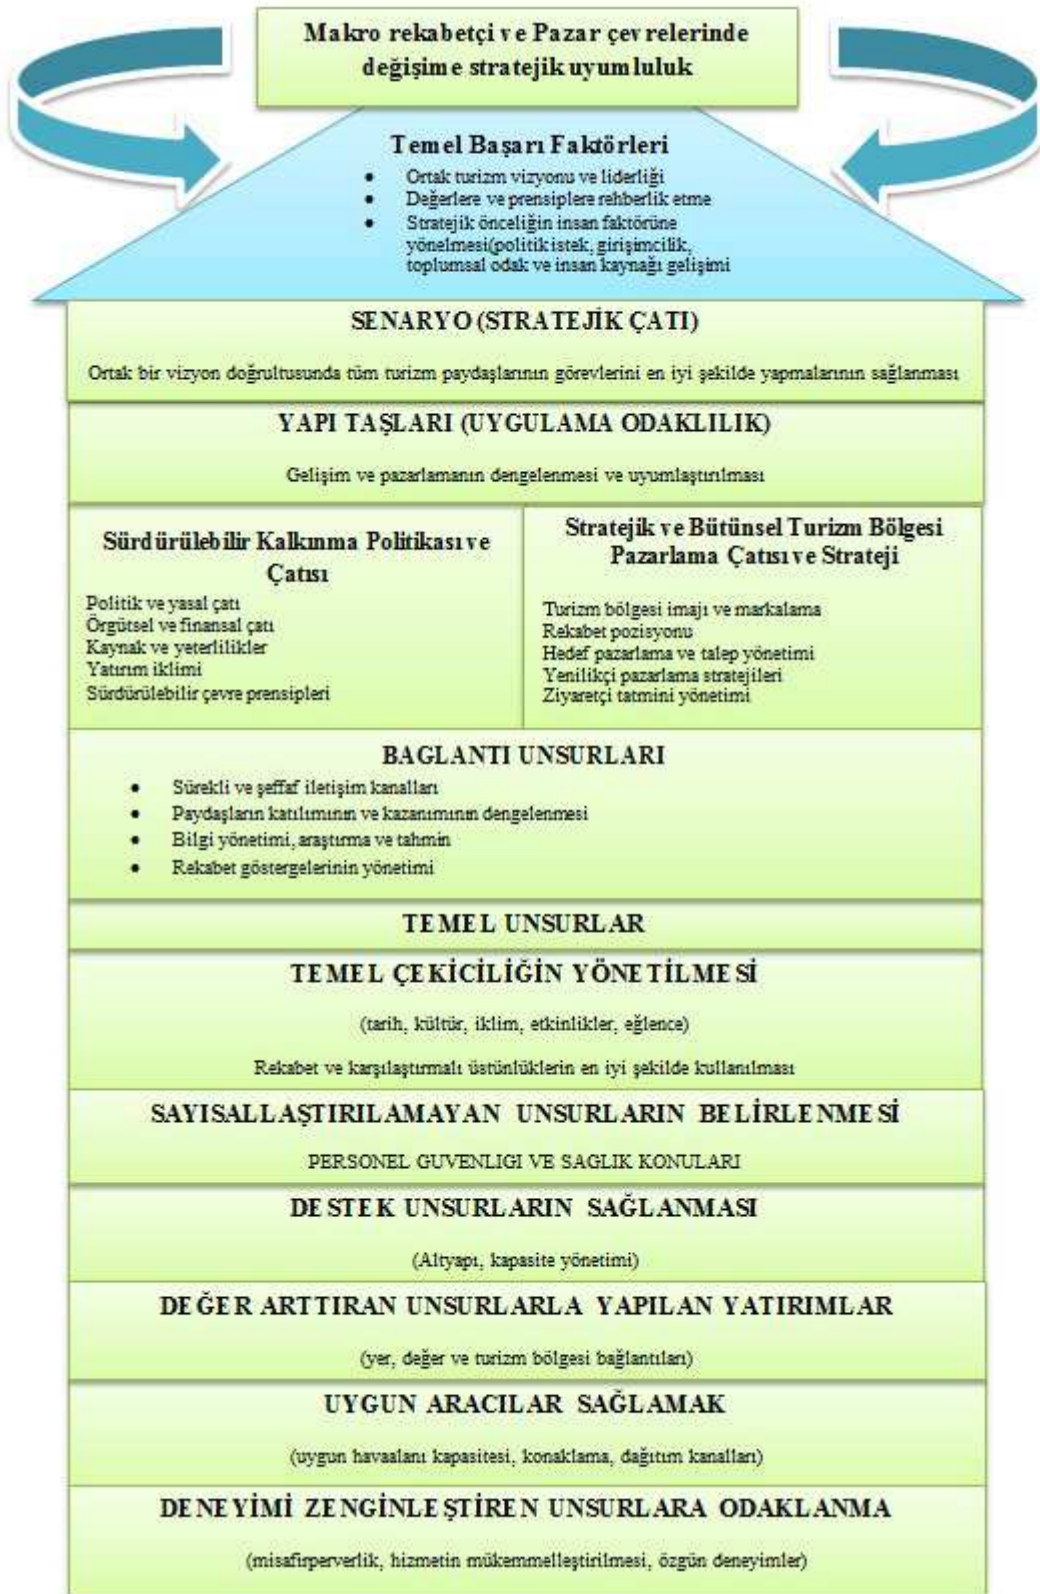 Makro rekabetçi ve Pazar çevrelerinde
değişime stratejik uyumluluk
Temel Başarı Faktörleri
• Ortak turizm vizyonu ve liderliği
• Değerlere ve prensiplere rehberlik etme
• Stratejik önceliğin insan faktörüne
yönelmesi(politik istek, girişimcilik,
toplumsal odak ve insan kaynağı gelişimi
SENARYO (STRATEJİK ÇATI)
Ortak bir vizyon doğrultusunda tüm turizm paydaşlarının görevlerini en iyi şekilde yapmalarının sağlanması
YAPI TAŞLARI (UYGULAMA ODAKLILIK)
Gelişim ve pazarlamanın dengelenmesi ve uyumlaştırılması
Sürdürülebilir Kalkınma Politikası ve
Çatısı
Politik ve yasal çatı
Örgütsel ve finansal çatı
Kaynak ve yeterlilikler
Yatırım iklimi
Sürdürülebilir çevre prensipleri
Stratejik ve Bütünsel Turizm Bölgesi
Pazarlama Çatısı ve Strateji
Turizm bölgesi imajı ve markalama
Rekabet pozisyonu
Hedef pazarlama ve talep yönetimi
Yenilikçi pazarlama stratejileri
Ziyaretçi tatmini yönetimi
BAGLANTI UNSURLARI
• Sürekli ve şeffaf iletişim kanalları
• Paydaşların katılımının ve kazanımının dengelenmesi
• Bilgi yönetimi, araştırma ve tahmin
• Rekabet göstergelerinin yönetimi
TEMEL UNSURLAR
TEMEL ÇEKİCİLİĞİN YÖNETİLMESİ
(tarih, kültür, iklim, etkinlikler, eğlence)
Rekabet ve karşılaştırmalı üstünlüklerin en iyi şekilde kullanılması
SAYISALLAŞTIRILAMAYAN UNSURLARIN BELİRLENMESİ
PERSONEL GUVENLIGI VE SAGLIK KONULARI
DESTEK UNSURLARIN SAĞLANMASI
(Altyapı, kapasite yönetimi)
DEĞER ARTTIRAN UNSURLARLA YAPILAN YATIRIMLAR
(yer, değer ve turizm bölgesi bağlantıları)
UYGUN ARACILAR SAĞLAMAK
(uygun havaalanı kapasitesi, konaklama, dağıtım kanalları)
DENEYİMİ ZENGİNLEŞTİREN UNSURLARA ODAKLANMA
(misafirperverlik, hizmetin mükemmelleştirilmesi, özgün deneyimler)